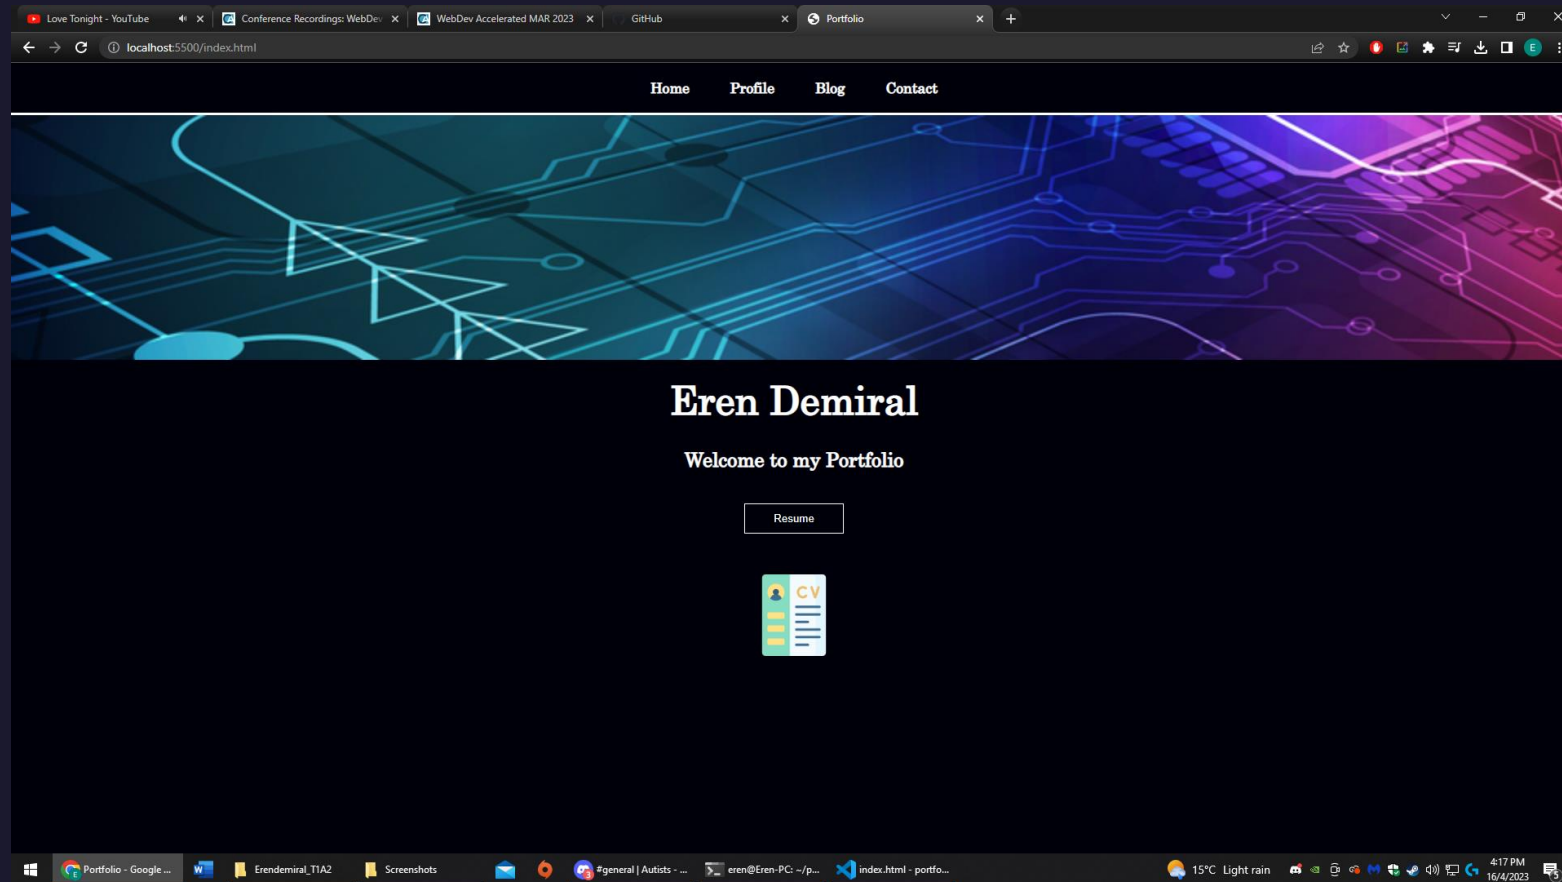 Love Tonight - YouTube
Conference Recordings: WebDev
WebDev Accelerated MAR 2023
GitHub
Portfolio
localhost:5500/index.html
E
Home Profile Blog Contact
Eren Demiral
Welcome to my Portfolio
Resume
CV
Portfolio - Google ...
Erendemiral_T1A2
Screenshots
#general | Autists - ...
eren@Eren-PC: ~/p...
index.html - portfo...
15°C Light rain
4:17 PM
16/4/2023